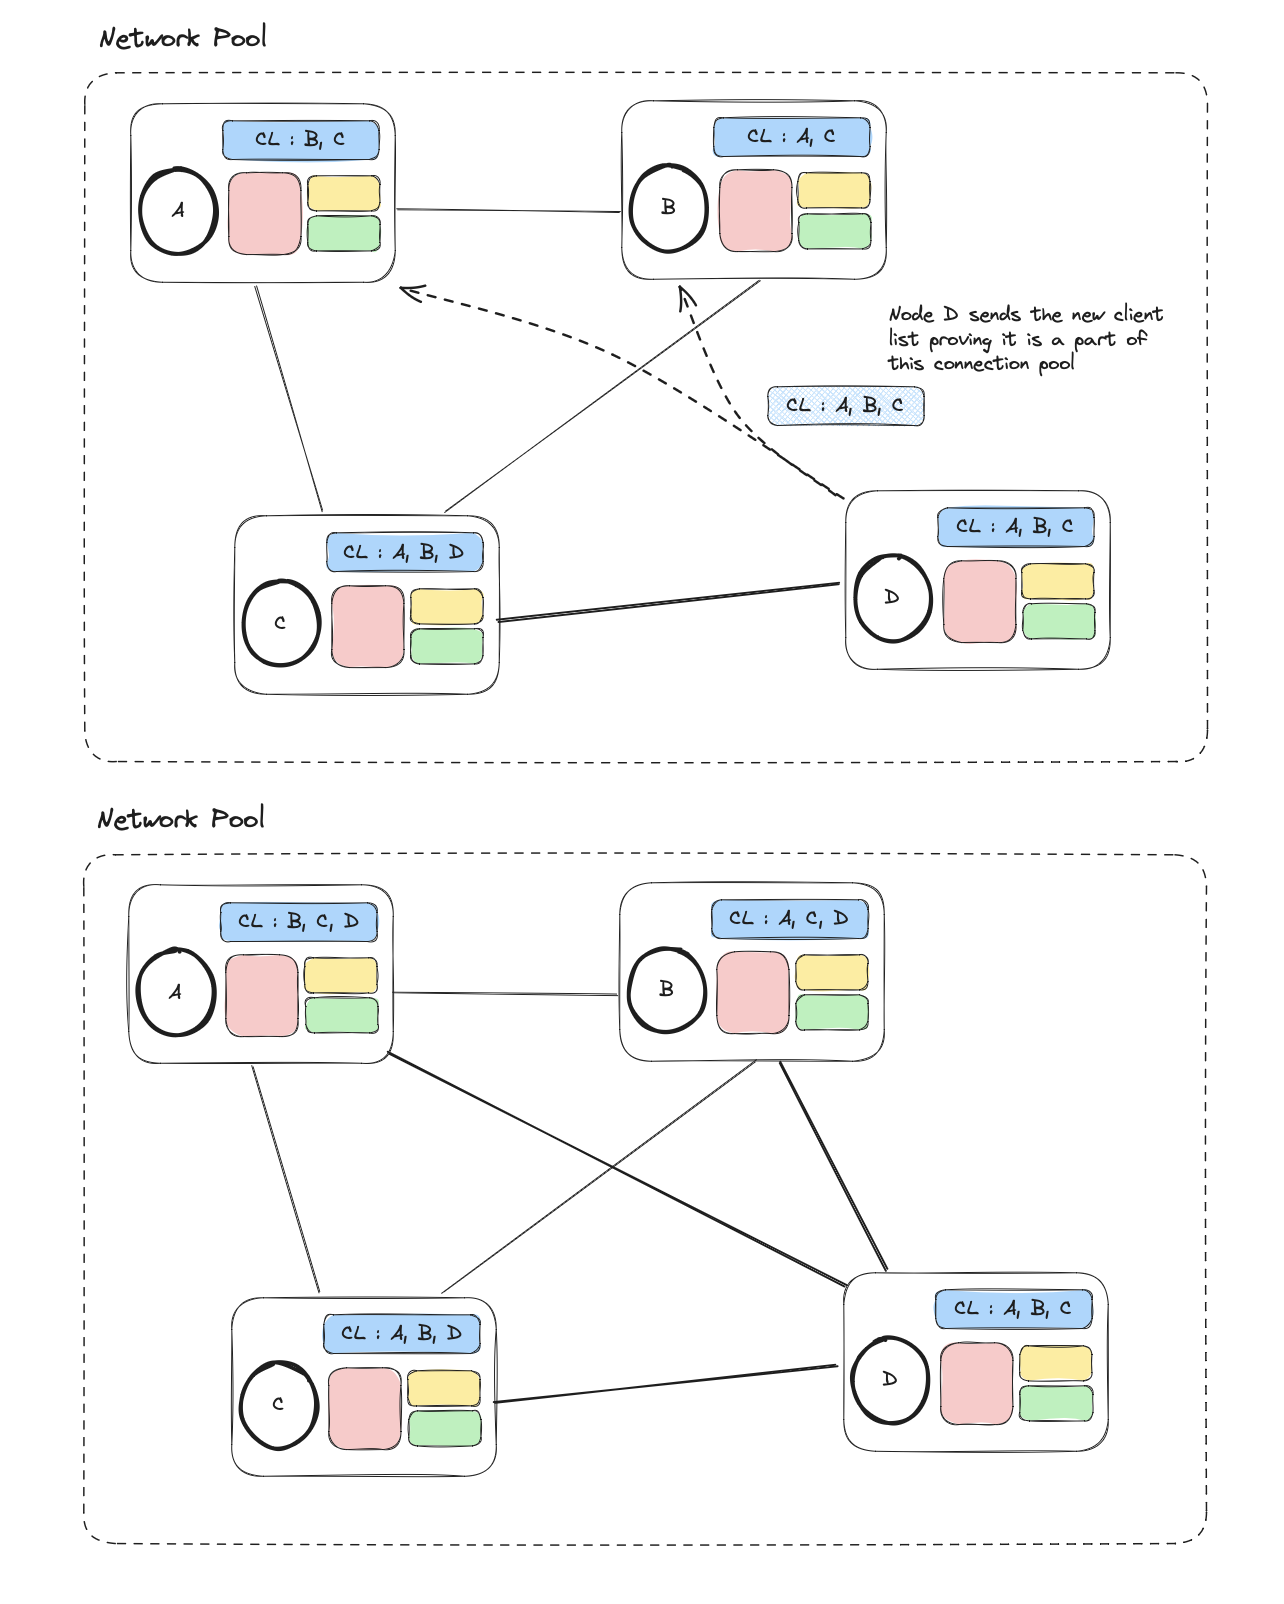 Network Pool
CL : B, C
CL : A, C
A
B
Node D sends the new client
list proving it is a part of
this connection pool
CL : A, B, C
CL : A, B, C
CL : A, B, D
D
C
Network Pool
CL : B, C, D
CL : A, C, D
A
B
CL : A, B, C
CL : A, B, D
D
C